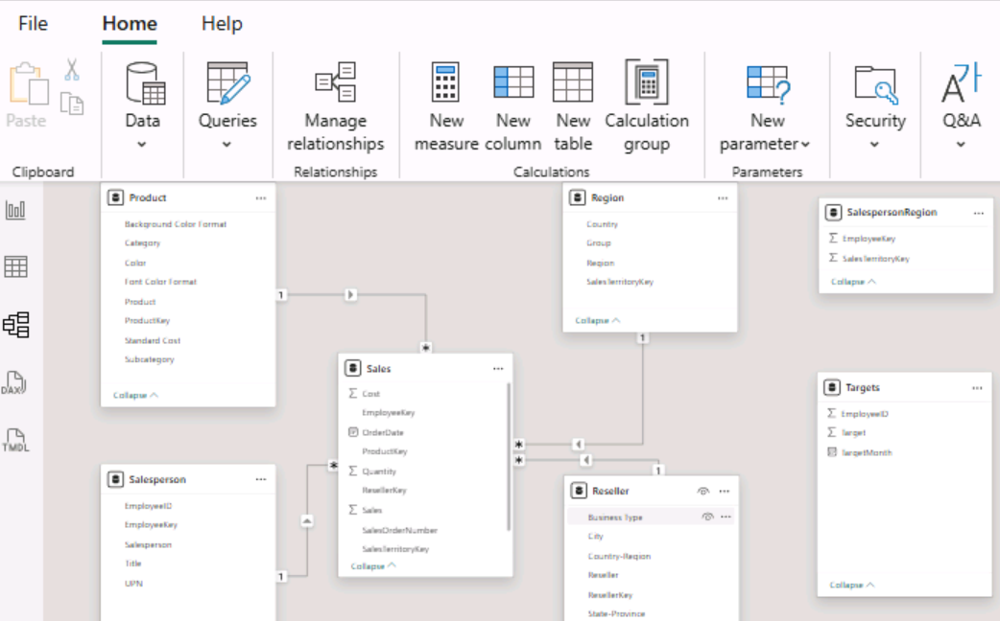 File Home Help
Paste
Data
Queries
Manage relationships
New measure
New column
New table
Calculation group
New parameter
Security
Q&A
Clipboard
Relationships
Calculations
Parameters
DAX
TMDL
Product
Background Color Format
Category
Color
Font Color Format
Product
ProductKey
Standard Cost
Subcategory
Collapse
1
*
Region
Country
Group
Region
SalesTerritoryKey
Collapse
1
SalespersonRegion
EmployeeKey
SalesTerritoryKey
Collapse
Sales
Cost
EmployeeKey
OrderDate
ProductKey
Quantity
ResellerKey
Sales
SalesOrderNumber
SalesTerritoryKey
Collapse
*
*
*
Targets
EmployeeID
Target
TargetMonth
Collapse
Salesperson
EmployeeID
EmployeeKey
Salesperson
Title
UPN
1
1
Reseller
Business Type
City
Country-Region
Reseller
ResellerKey
State-Province